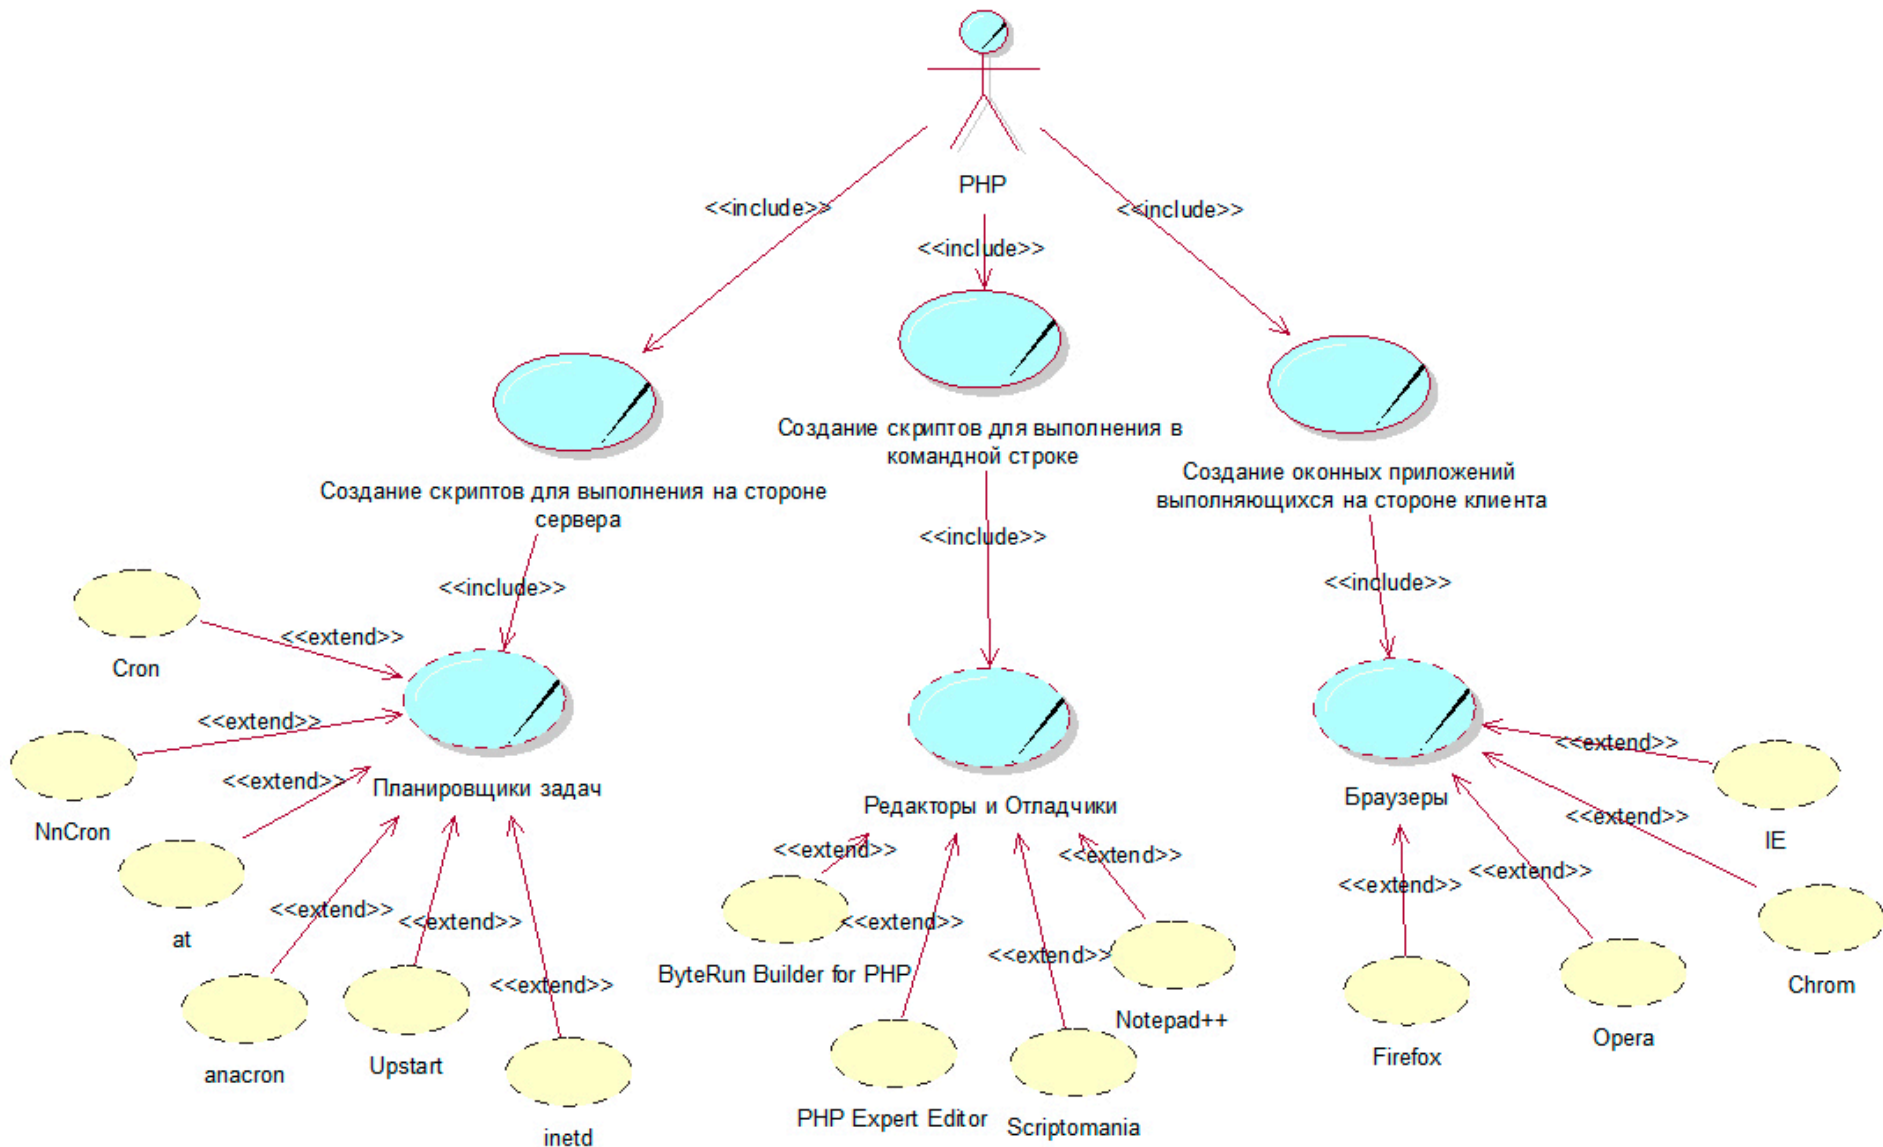 PHP
<<include>>
<<include>>
<<include>>
Создание скриптов для выполнения на стороне
сервера
Создание скриптов для выполнения в
командной строке
Создание оконных приложений
выполняющихся на стороне клиента
<<include>>
<<include>>
<<include>>
Cron
<<extend>>
NnCron
<<extend>>
at
<<extend>>
anacron
<<extend>>
Upstart
<<extend>>
inetd
<<extend>>
Планировщики задач
Редакторы и Отладчики
<<extend>>
ByteRun Builder for PHP
<<extend>>
PHP Expert Editor
<<extend>>
Scriptomania
<<extend>>
Notepad++
Браузеры
<<extend>>
IE
<<extend>>
Chrom
<<extend>>
Opera
<<extend>>
Firefox